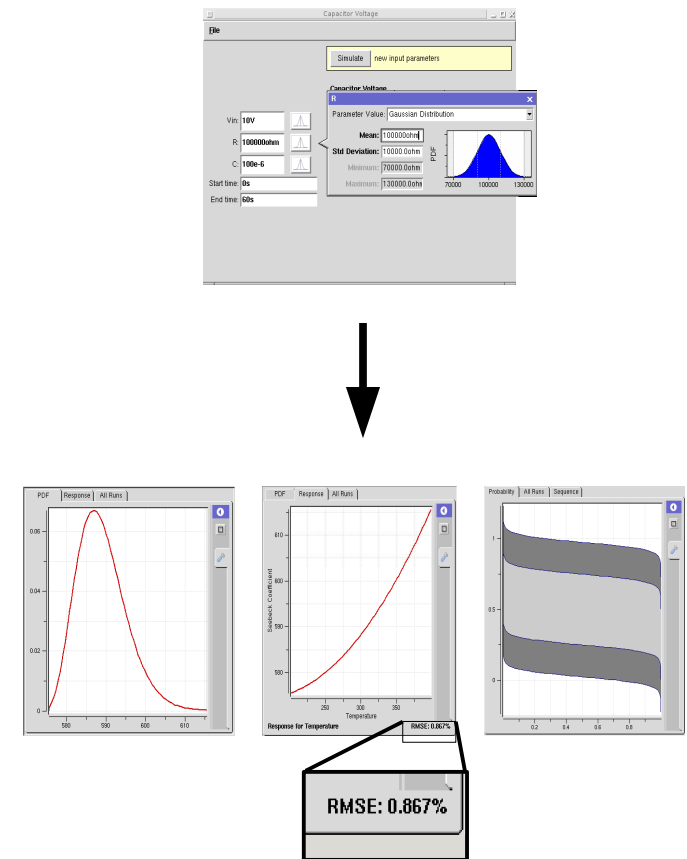 Capacitor Voltage
File
Simulate new input parameters
Capacitor Voltage
R
Parameter Value: Gaussian Distribution
Vin: 10V
R: 100000ohm
C: 100e-6
Start time: 0s
End time: 60s
Mean: 100000ohm
Std Deviation: 10000.0ohm
Minimum: 70000.0ohm
Maximum: 130000.0ohm
PDF
70000 100000 130000
PDF Response All Runs
0.06
0.04
0.02
0
580 590 600 610
PDF Response All Runs
Seebeck Coefficient
610
600
590
580
250 300 350
Temperature
Response for Temperature RMSE: 0.867%
Probability All Runs Sequence
1
0.5
0
0.2 0.4 0.6 0.8
RMSE: 0.867%